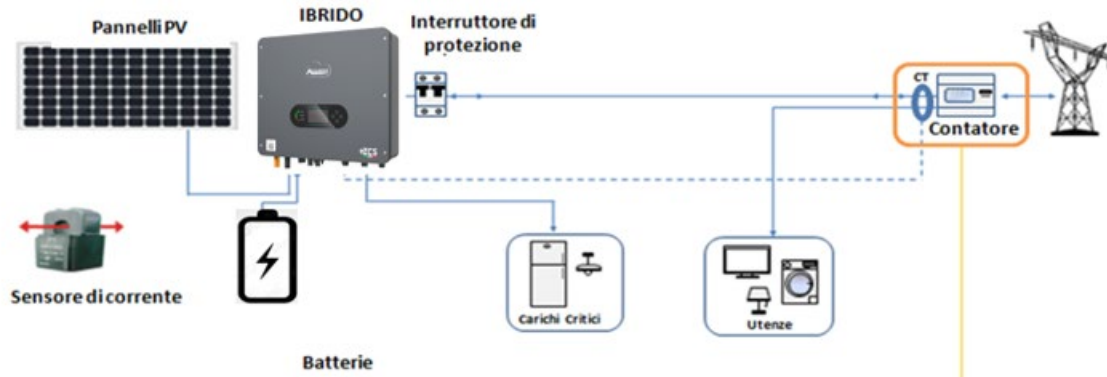 IBRIDO
Pannelli PV
Interruttore di
protezione
CT
Contatore
Sensore di corrente
Carichi Critici
Utenze
Batterie